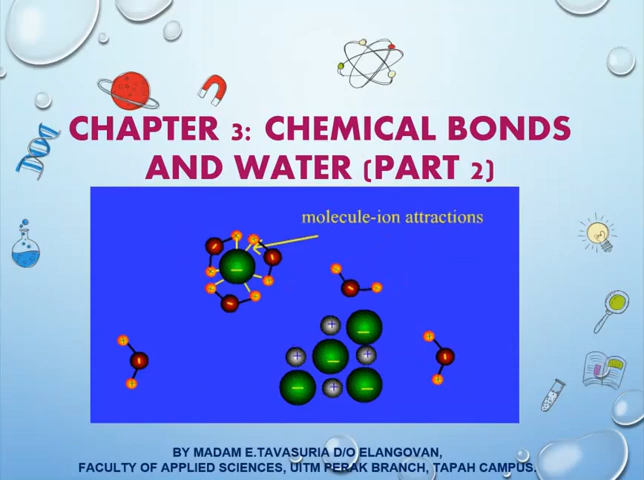 CHAPTER 3: CHEMICAL BONDS
AND WATER (PART 2)
molecule-ion attractions
BY MADAM E.TAVASURIA D/O ELANGOVAN,
FACULTY OF APPLIED SCIENCES, UITM PERAK BRANCH, TAPAH CAMPUS.